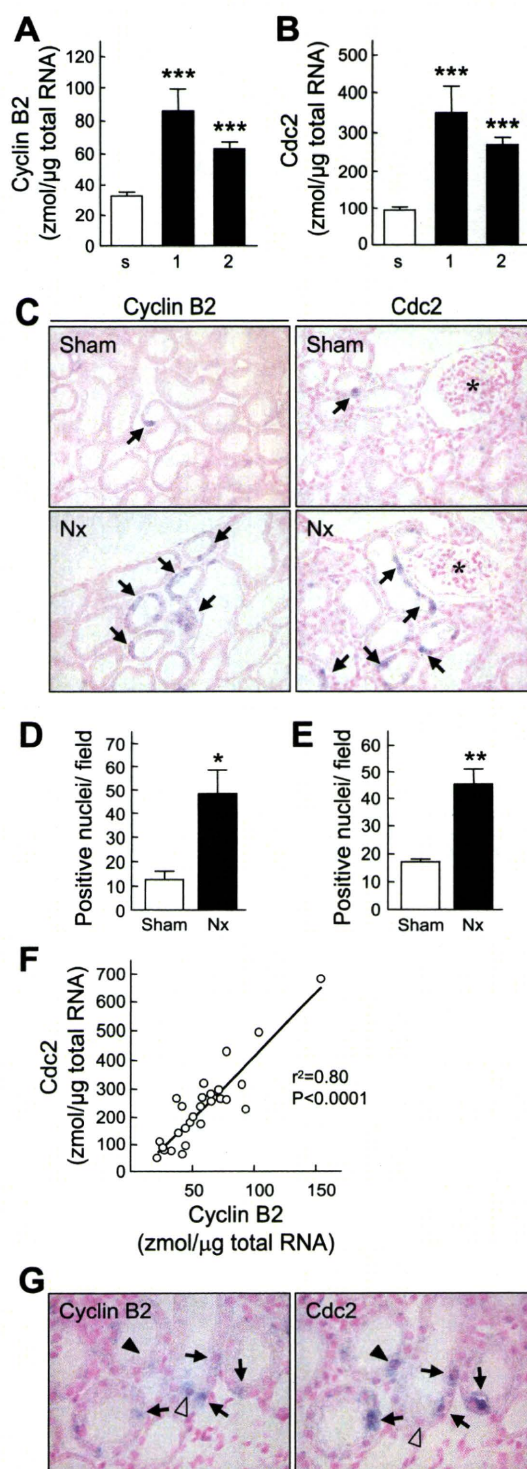 A
Cyclin B2
(zmol/µg total RNA)
140
120
100
80
60
40
20
0
***
***
s 1 2
B
Cdc2
(zmol/µg total RNA)
500
400
300
200
100
0
***
***
s 1 2
C
Cyclin B2
Cdc2
Sham
Sham
*
Nx
Nx
*
D
Positive nuclei/ field
70
60
50
40
30
20
10
0
*
Sham Nx
E
Positive nuclei/ field
60
50
40
30
20
10
0
**
Sham Nx
F
Cdc2
(zmol/µg total RNA)
700
600
500
400
300
200
100
0
r²=0.80
P<0.0001
50 100 150
Cyclin B2
(zmol/µg total RNA)
G
Cyclin B2
Cdc2